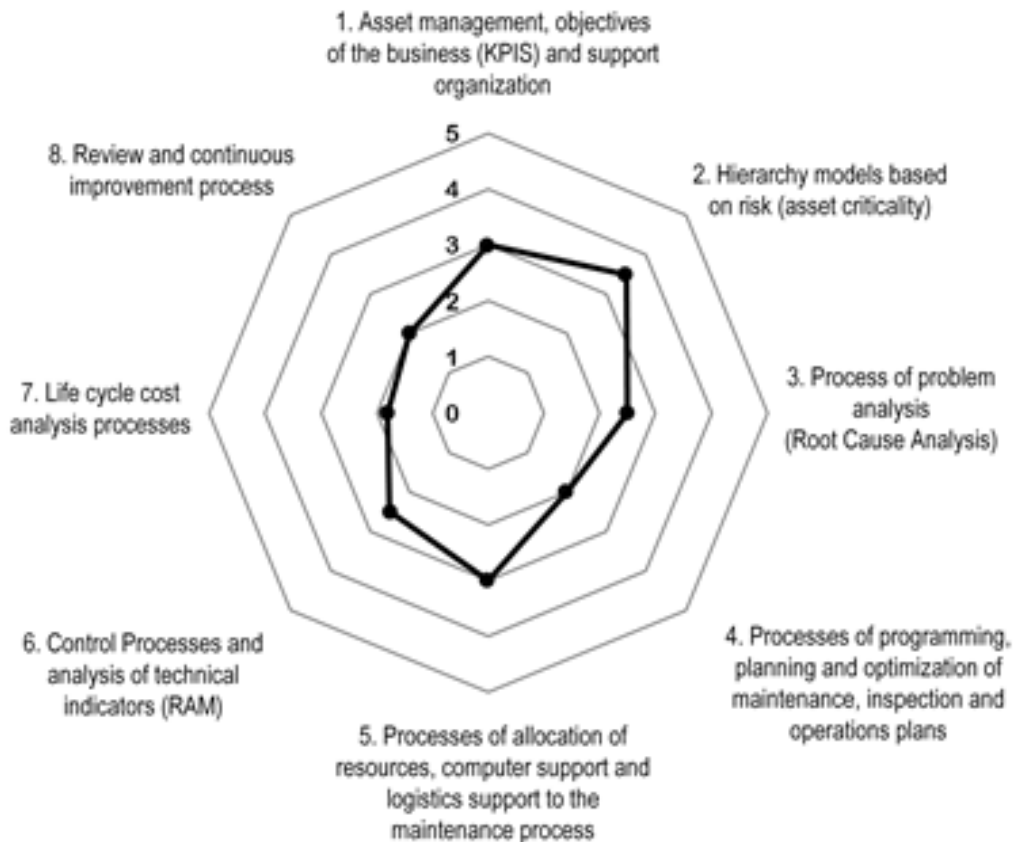 1. Asset management, objectives
of the business (KPIS) and support
organization
8. Review and continuous
improvement process
2. Hierarchy models based
on risk (asset criticality)
5
4
3
2
1
0
7. Life cycle cost
analysis processes
3. Process of problem
analysis
(Root Cause Analysis)
6. Control Processes and
analysis of technical
indicators (RAM)
4. Processes of programming,
planning and optimization of
maintenance, inspection and
operations plans
5. Processes of allocation of
resources, computer support and
logistics support to the
maintenance process